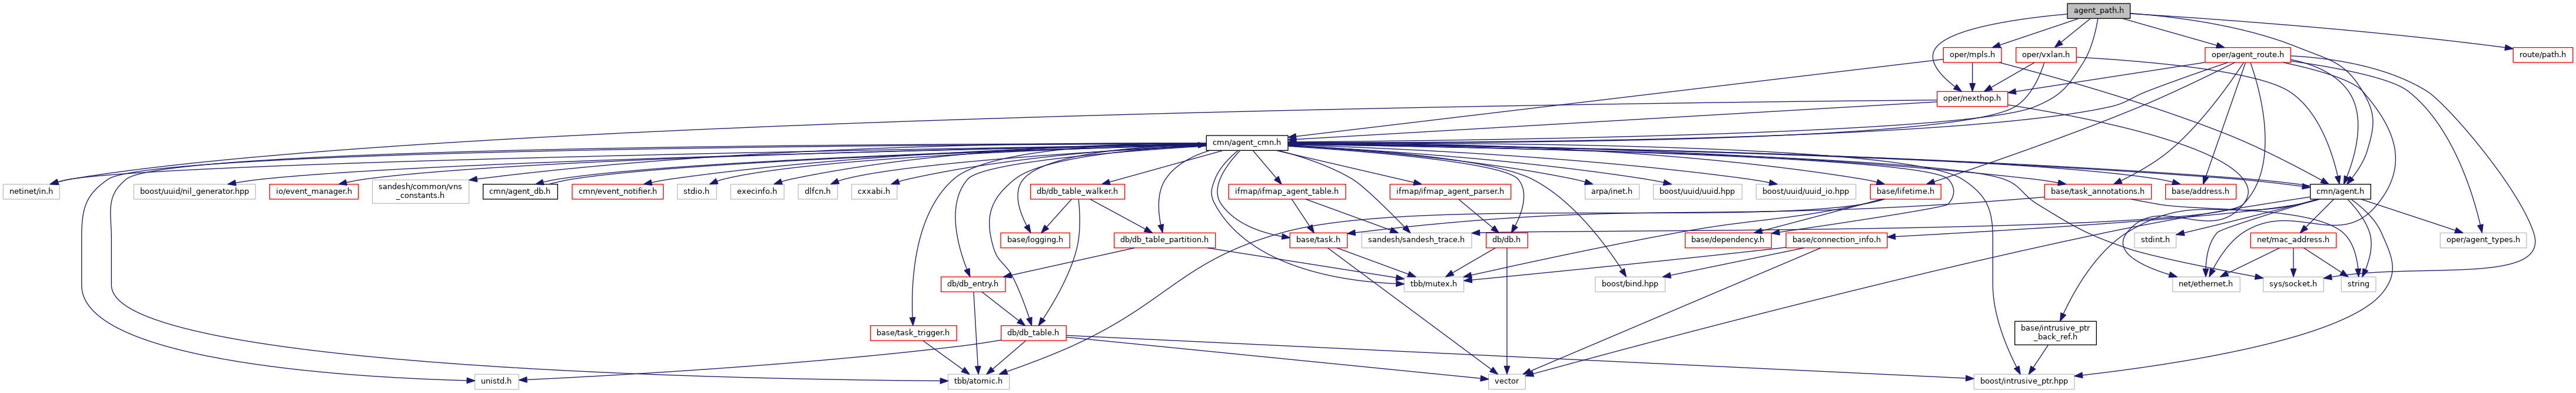 agent_path.h
oper/mpls.h
oper/vxlan.h
oper/agent_route.h
route/path.h
oper/nexthop.h
cmn/agent_cmn.h
netinet/in.h
boost/uuid/nil_generator.hpp
io/event_manager.h
sandesh/common/vns
_constants.h
cmn/agent_db.h
cmn/event_notifier.h
stdio.h
execinfo.h
dlfcn.h
cxxabi.h
db/db_table_walker.h
ifmap/ifmap_agent_table.h
ifmap/ifmap_agent_parser.h
arpa/inet.h
boost/uuid/uuid.hpp
boost/uuid/uuid_io.hpp
base/lifetime.h
base/task_annotations.h
base/address.h
cmn/agent.h
base/logging.h
db/db_table_partition.h
base/task.h
sandesh/sandesh_trace.h
db/db.h
base/dependency.h
base/connection_info.h
stdint.h
net/mac_address.h
oper/agent_types.h
db/db_entry.h
tbb/mutex.h
boost/bind.hpp
net/ethernet.h
sys/socket.h
string
base/task_trigger.h
db/db_table.h
base/intrusive_ptr
_back_ref.h
unistd.h
tbb/atomic.h
vector
boost/intrusive_ptr.hpp